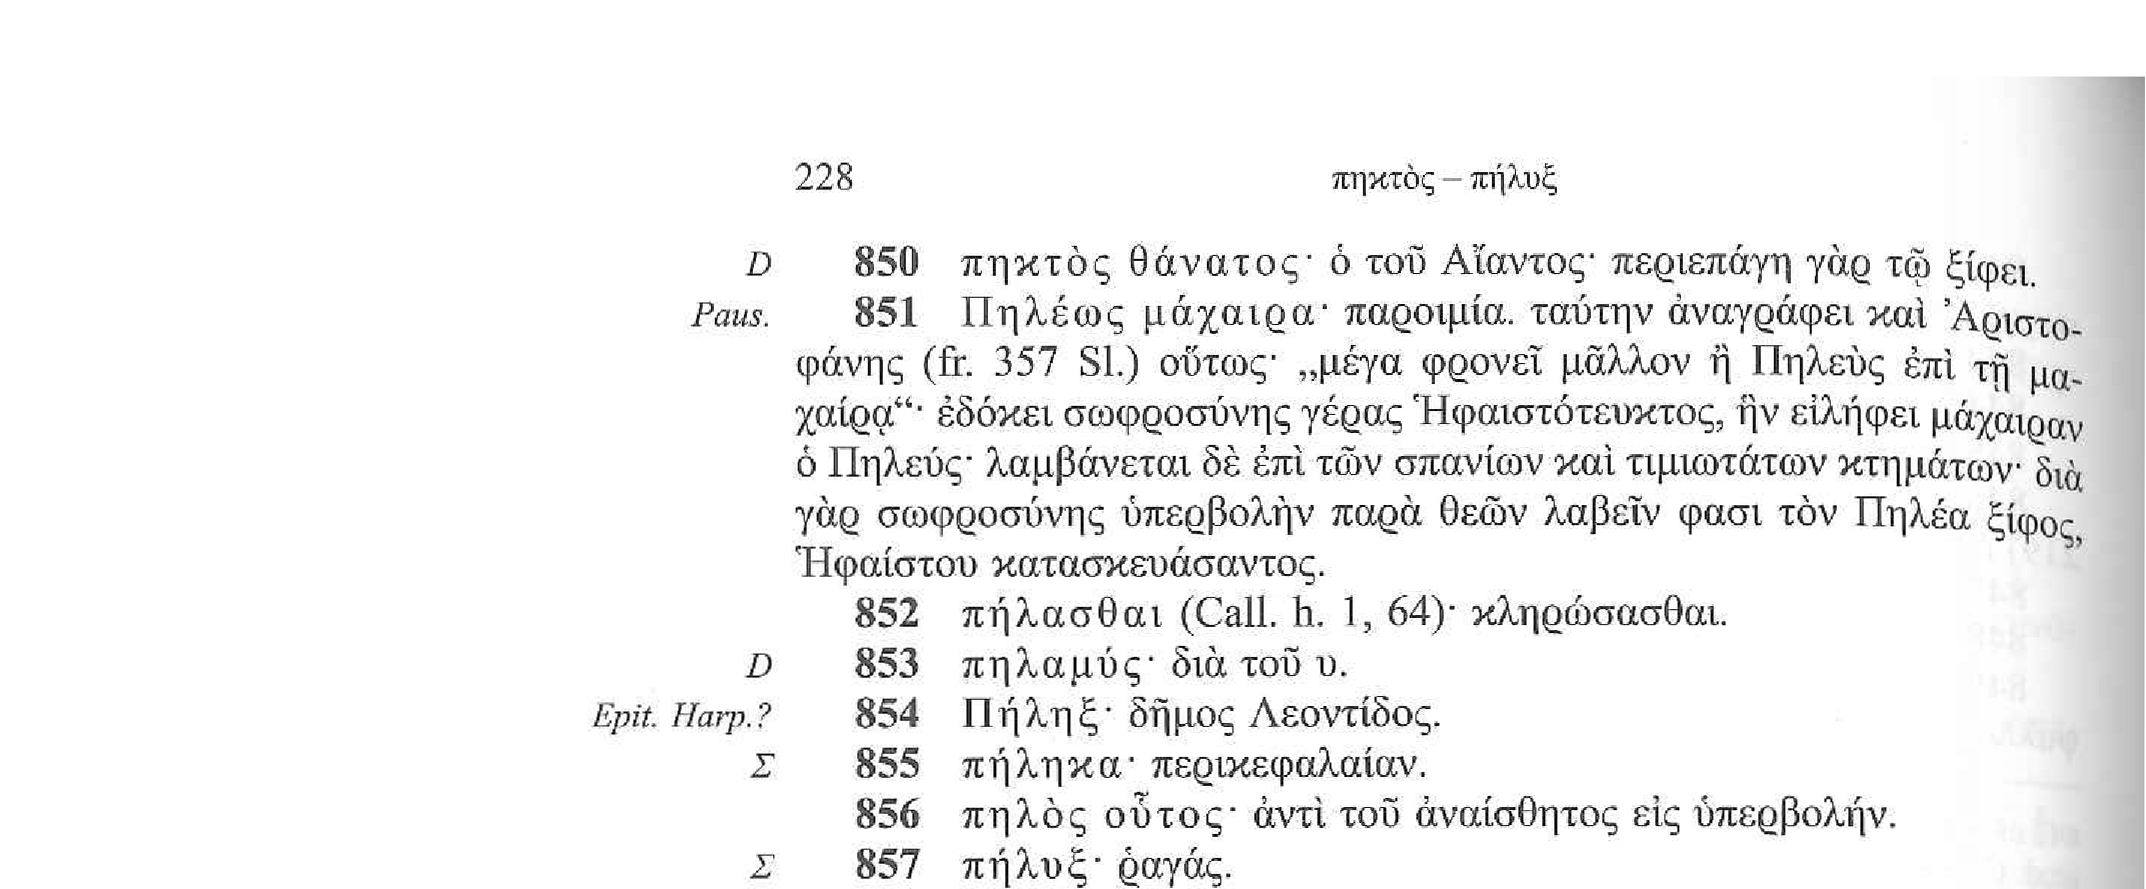 228 πηκτὸς – πήλυξ
D 850 πηκτὸς θάνατος· ὁ τοῦ Αἴαντος· περιεπάγη γὰρ τῷ ξίφει.
Paus. 851 Πηλέως μάχαιρα· παροιμία. ταύτην ἀναγράφει καὶ Ἀριστο-
φάνης (fr. 357 Sl.) οὕτως· „μέγα φρονεῖ μᾶλλον ἢ Πηλεὺς ἐπὶ τῇ μα-
χαίρᾳ“· ἐδόκει σωφροσύνης γέρας Ἡφαιστότευκτος, ἣν εἰλήφει μάχαιραν
ὁ Πηλεύς· λαμβάνεται δὲ ἐπὶ τῶν σπανίων καὶ τιμιωτάτων κτημάτων· διὰ
γὰρ σωφροσύνης ὑπερβολὴν παρὰ θεῶν λαβεῖν φασι τὸν Πηλέα ξίφος,
Ἡφαίστου κατασκευάσαντος.
852 πήλασθαι (Call. h. 1, 64)· κληρώσασθαι.
D 853 πηλαμύς· διὰ τοῦ υ.
Epit. Harp.? 854 Πήληξ· δῆμος Λεοντίδος.
Σ 855 πήληκα· περικεφαλαίαν.
856 πηλὸς οὗτος· ἀντὶ τοῦ ἀναίσθητος εἰς ὑπερβολήν.
Σ 857 πήλυξ· ῥαγάς.